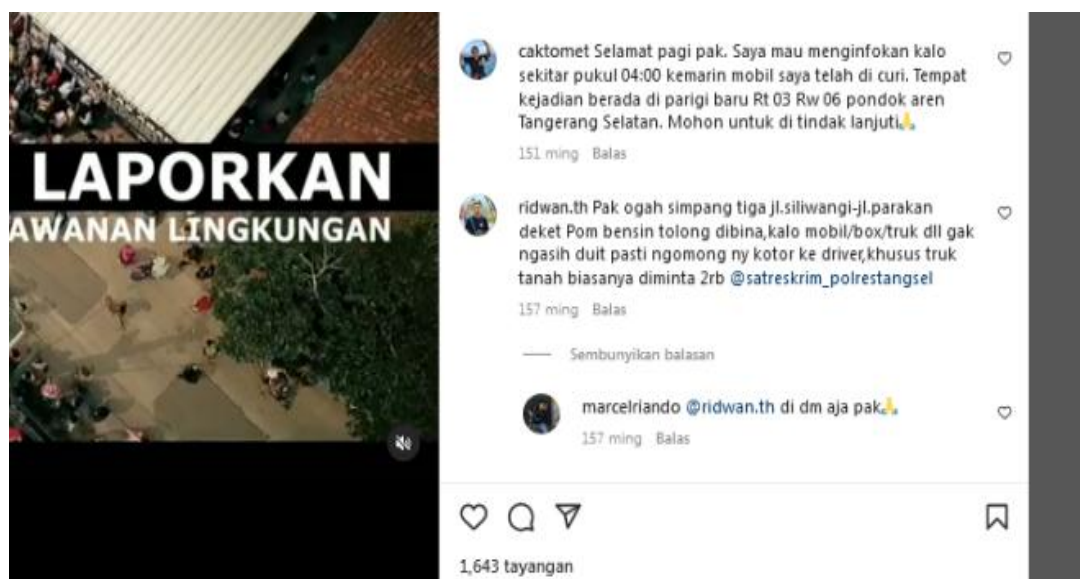 LAPORKAN
AWANAN LINGKUNGAN
caktomet Selamat pagi pak. Saya mau menginfokan kalo
sekitar pukul 04:00 kemarin mobil saya telah di curi. Tempat
kejadian berada di parigi baru Rt 03 Rw 06 pondok aren
Tangerang Selatan. Mohon untuk di tindak lanjuti🙏
151 ming Balas
ridwan.th Pak ogah simpang tiga jl.siliwangi-jl.parakan
deket Pom bensin tolong dibina,kalo mobil/box/truk dll gak
ngasih duit pasti ngomong ny kotor ke driver,khusus truk
tanah biasanya diminta 2rb @satreskrim_polrestangsel
157 ming Balas
Sembunyikan balasan
marcelriando @ridwan.th di dm aja pak🙏
157 ming Balas
1,643 tayangan